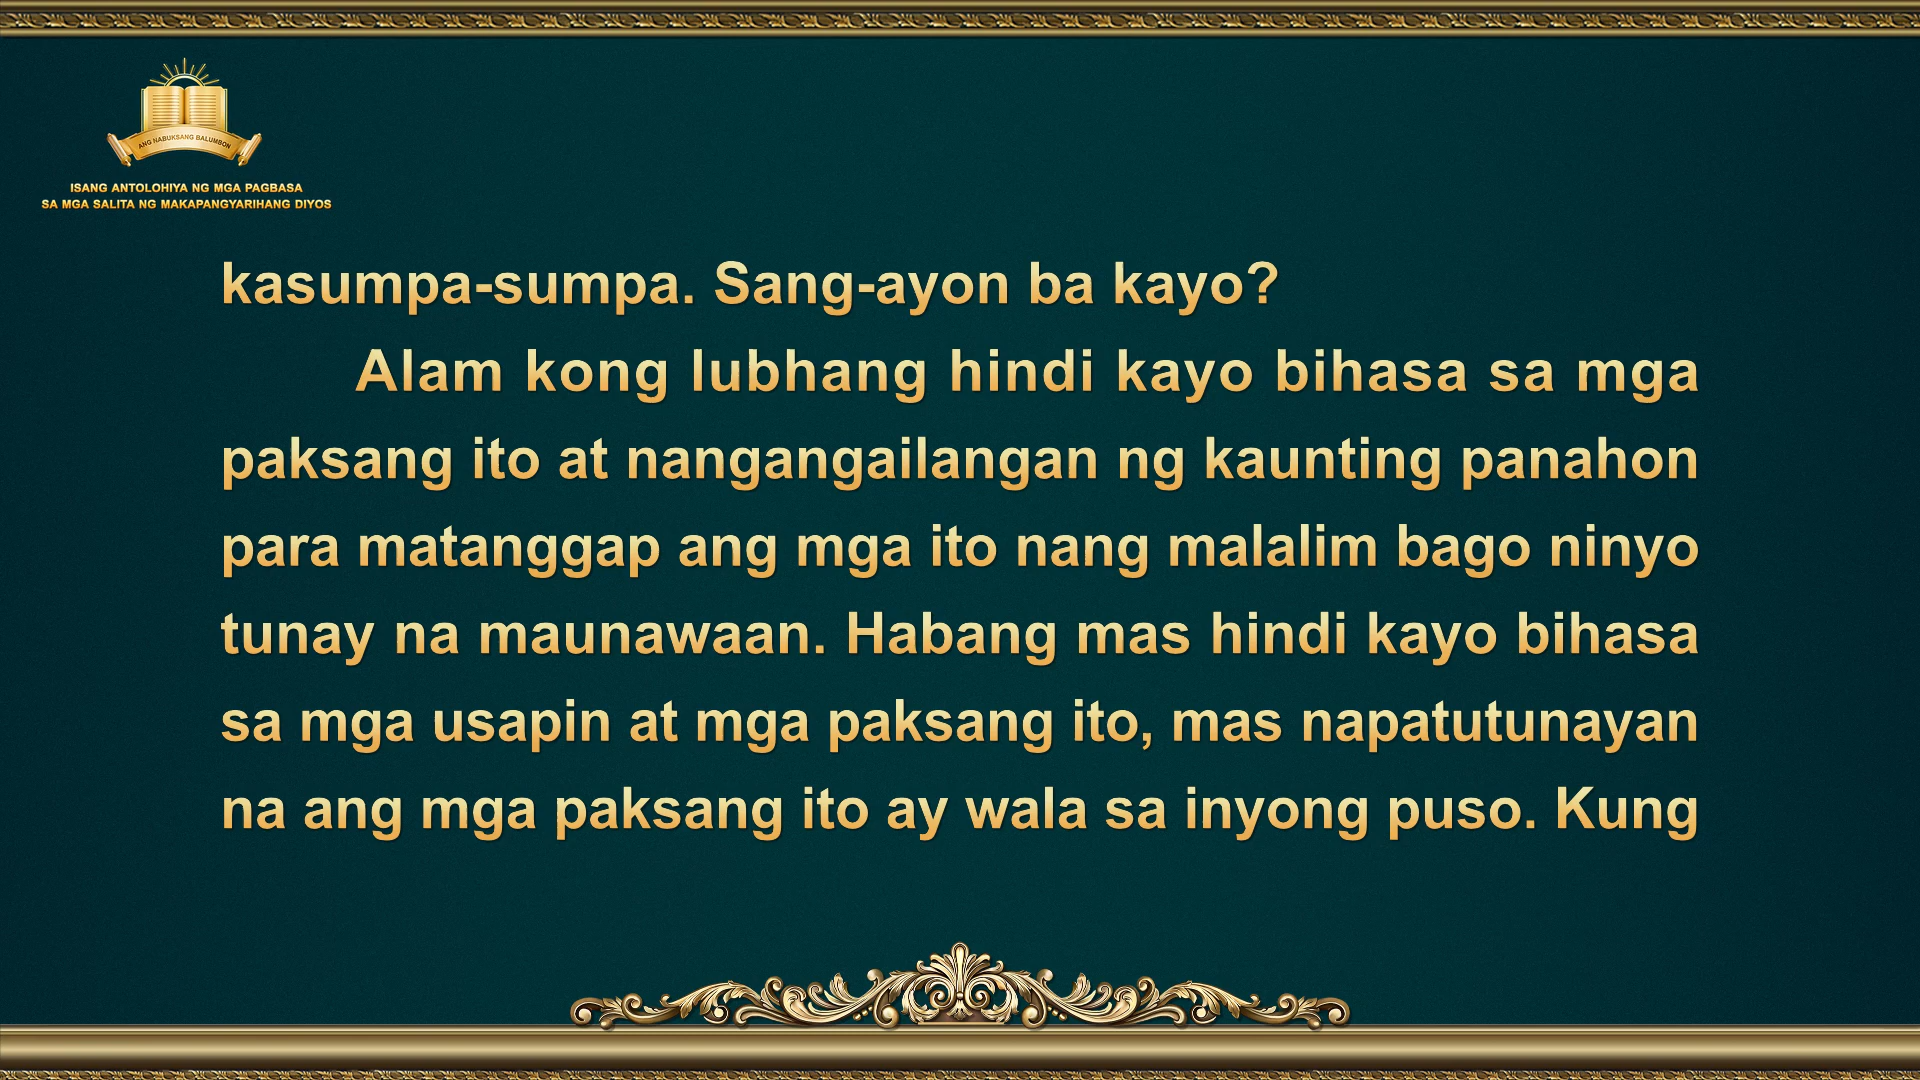 ANG NABUKSANG BALUMBON
ISANG ANTOLOHIYA NG MGA PAGBASA
SA MGA SALITA NG MAKAPANGYARIHANG DIYOS
kasumpa-sumpa. Sang-ayon ba kayo?
Alam kong lubhang hindi kayo bihasa sa mga
paksang ito at nangangailangan ng kaunting panahon
para matanggap ang mga ito nang malalim bago ninyo
tunay na maunawaan. Habang mas hindi kayo bihasa
sa mga usapin at mga paksang ito, mas napatutunayan
na ang mga paksang ito ay wala sa inyong puso. Kung